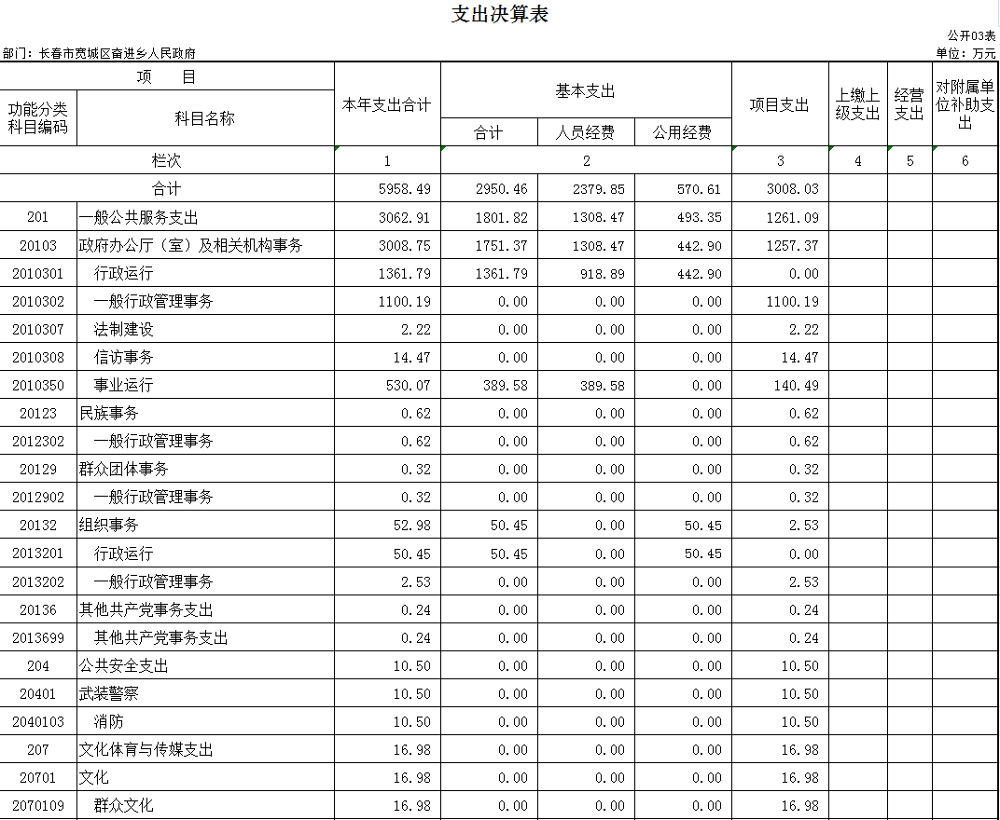 支出决算表
公开03表
部门：长春市宽城区奋进乡人民政府 单位：万元
项 目 本年支出合计 基本支出 项目支出 上缴上级支出 经营支出 对附属单位补助支出
功能分类科目编码 科目名称 合计 人员经费 公用经费
栏次 1 2 3 4 5 6
合计 5958.49 2950.46 2379.85 570.61 3008.03
201 一般公共服务支出 3062.91 1801.82 1308.47 493.35 1261.09
20103 政府办公厅（室）及相关机构事务 3008.75 1751.37 1308.47 442.90 1257.37
2010301 行政运行 1361.79 1361.79 918.89 442.90 0.00
2010302 一般行政管理事务 1100.19 0.00 0.00 0.00 1100.19
2010307 法制建设 2.22 0.00 0.00 0.00 2.22
2010308 信访事务 14.47 0.00 0.00 0.00 14.47
2010350 事业运行 530.07 389.58 389.58 0.00 140.49
20123 民族事务 0.62 0.00 0.00 0.00 0.62
2012302 一般行政管理事务 0.62 0.00 0.00 0.00 0.62
20129 群众团体事务 0.32 0.00 0.00 0.00 0.32
2012902 一般行政管理事务 0.32 0.00 0.00 0.00 0.32
20132 组织事务 52.98 50.45 0.00 50.45 2.53
2013201 行政运行 50.45 50.45 0.00 50.45 0.00
2013202 一般行政管理事务 2.53 0.00 0.00 0.00 2.53
20136 其他共产党事务支出 0.24 0.00 0.00 0.00 0.24
2013699 其他共产党事务支出 0.24 0.00 0.00 0.00 0.24
204 公共安全支出 10.50 0.00 0.00 0.00 10.50
20401 武装警察 10.50 0.00 0.00 0.00 10.50
2040103 消防 10.50 0.00 0.00 0.00 10.50
207 文化体育与传媒支出 16.98 0.00 0.00 0.00 16.98
20701 文化 16.98 0.00 0.00 0.00 16.98
2070109 群众文化 16.98 0.00 0.00 0.00 16.98